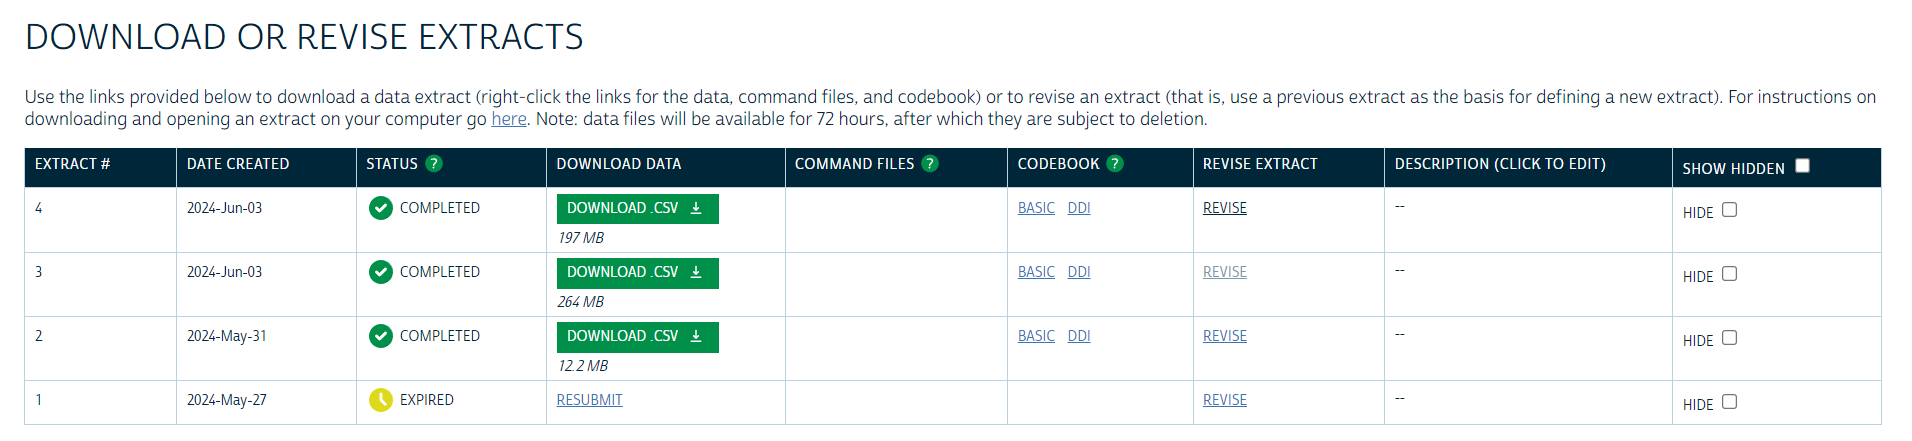 DOWNLOAD OR REVISE EXTRACTS
Use the links provided below to download a data extract (right-click the links for the data, command files, and codebook) or to revise an extract (that is, use a previous extract as the basis for defining a new extract). For instructions on
downloading and opening an extract on your computer go here. Note: data files will be available for 72 hours, after which they are subject to deletion.
EXTRACT # DATE CREATED STATUS ? DOWNLOAD DATA COMMAND FILES ? CODEBOOK ? REVISE EXTRACT DESCRIPTION (CLICK TO EDIT) SHOW HIDDEN
4 2024-Jun-03 COMPLETED DOWNLOAD .CSV BASIC DDI REVISE -- HIDE
197 MB
3 2024-Jun-03 COMPLETED DOWNLOAD .CSV BASIC DDI REVISE -- HIDE
264 MB
2 2024-May-31 COMPLETED DOWNLOAD .CSV BASIC DDI REVISE -- HIDE
12.2 MB
1 2024-May-27 EXPIRED RESUBMIT REVISE -- HIDE